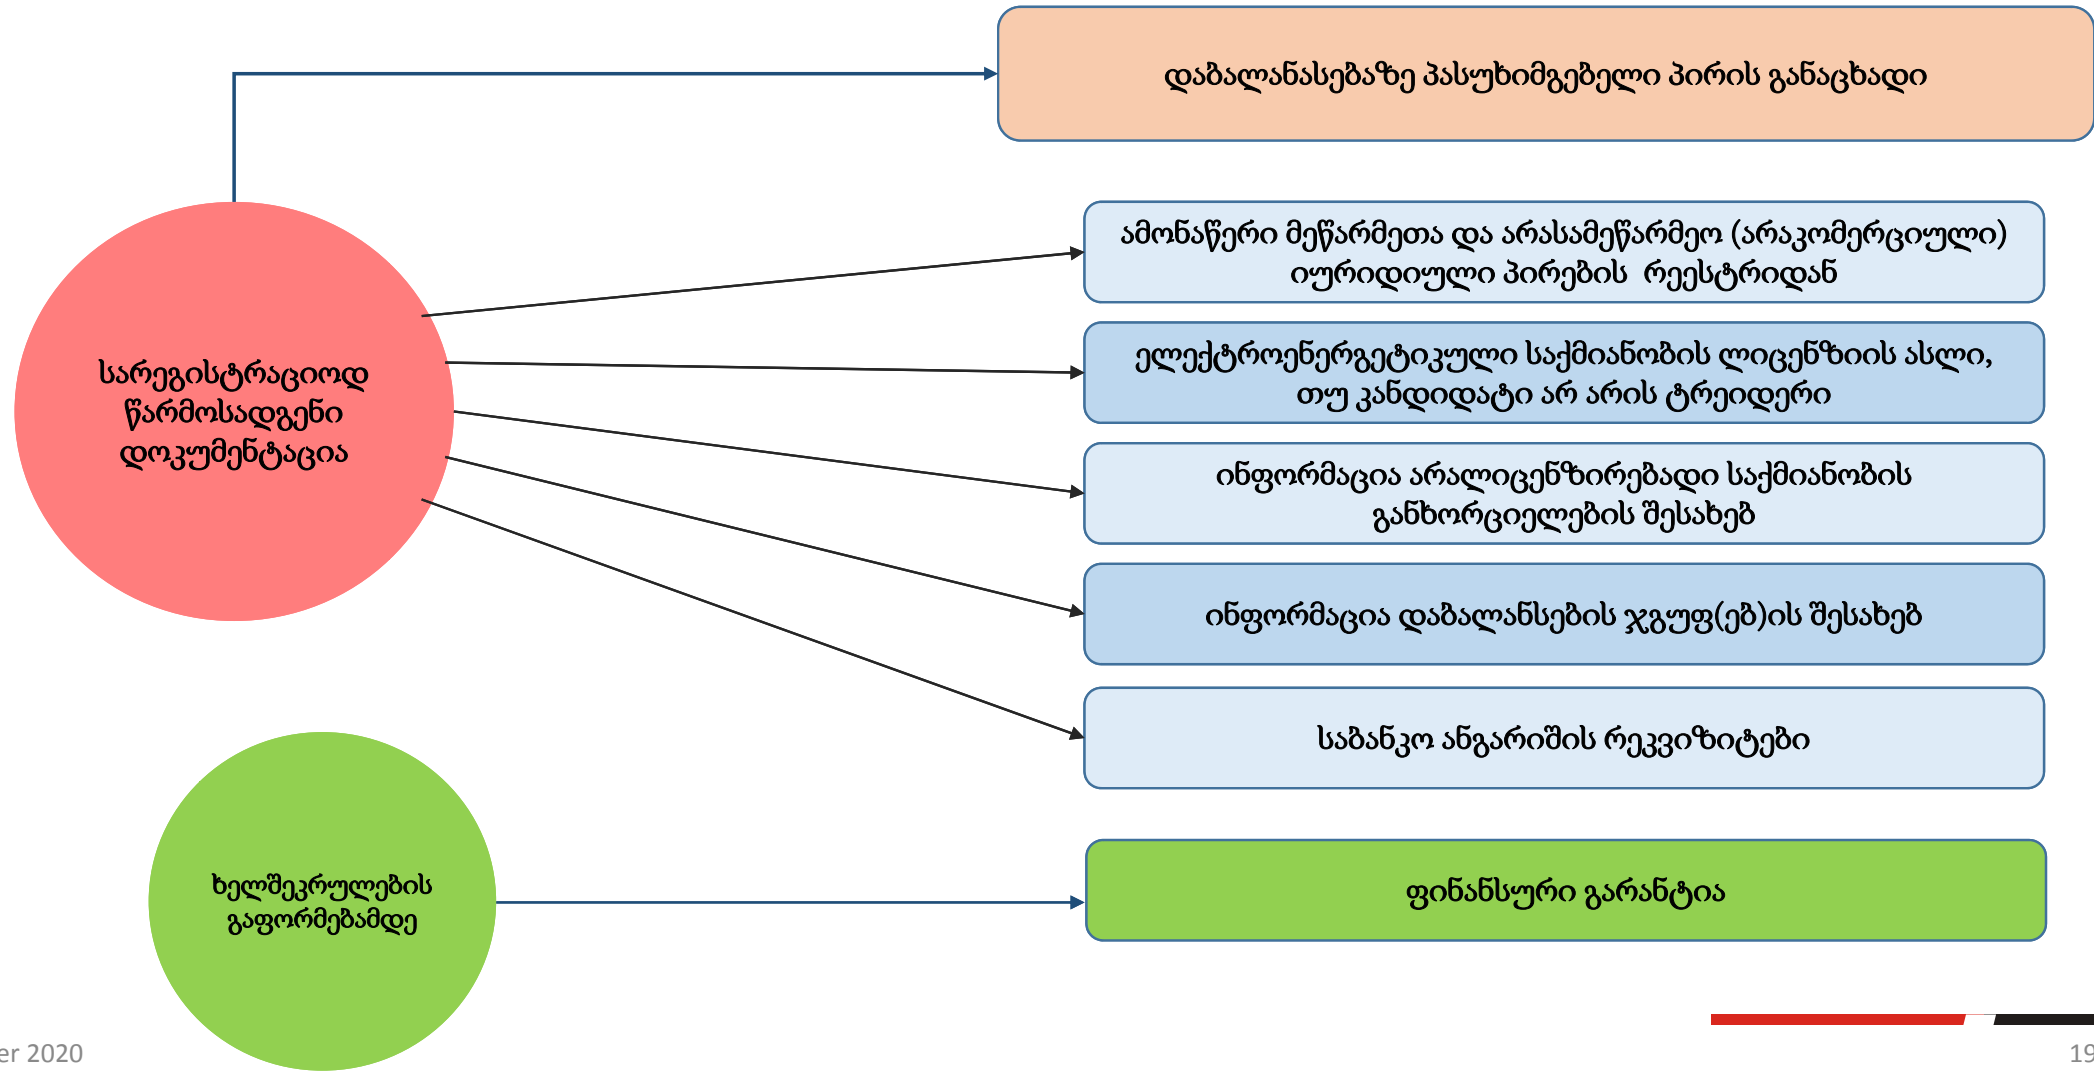 დაბალანასებაზე პასუხიმგებელი პირის განაცხადი
სარეგისტრაციოდ
წარმოსადგენი
დოკუმენტაცია
ამონაწერი მეწარმეთა და არასამეწარმეო (არაკომერციული)
იურიდიული პირების რეესტრიდან
ელექტროენერგეტიკული საქმიანობის ლიცენზიის ასლი,
თუ კანდიდატი არ არის ტრეიდერი
ინფორმაცია არალიცენზირებადი საქმიანობის
განხორციელების შესახებ
ინფორმაცია დაბალანსების ჯგუფ(ებ)ის შესახებ
საბანკო ანგარიშის რეკვიზიტები
ხელშეკრულების
გაფორმებამდე
ფინანსური გარანტია
er 2020
19